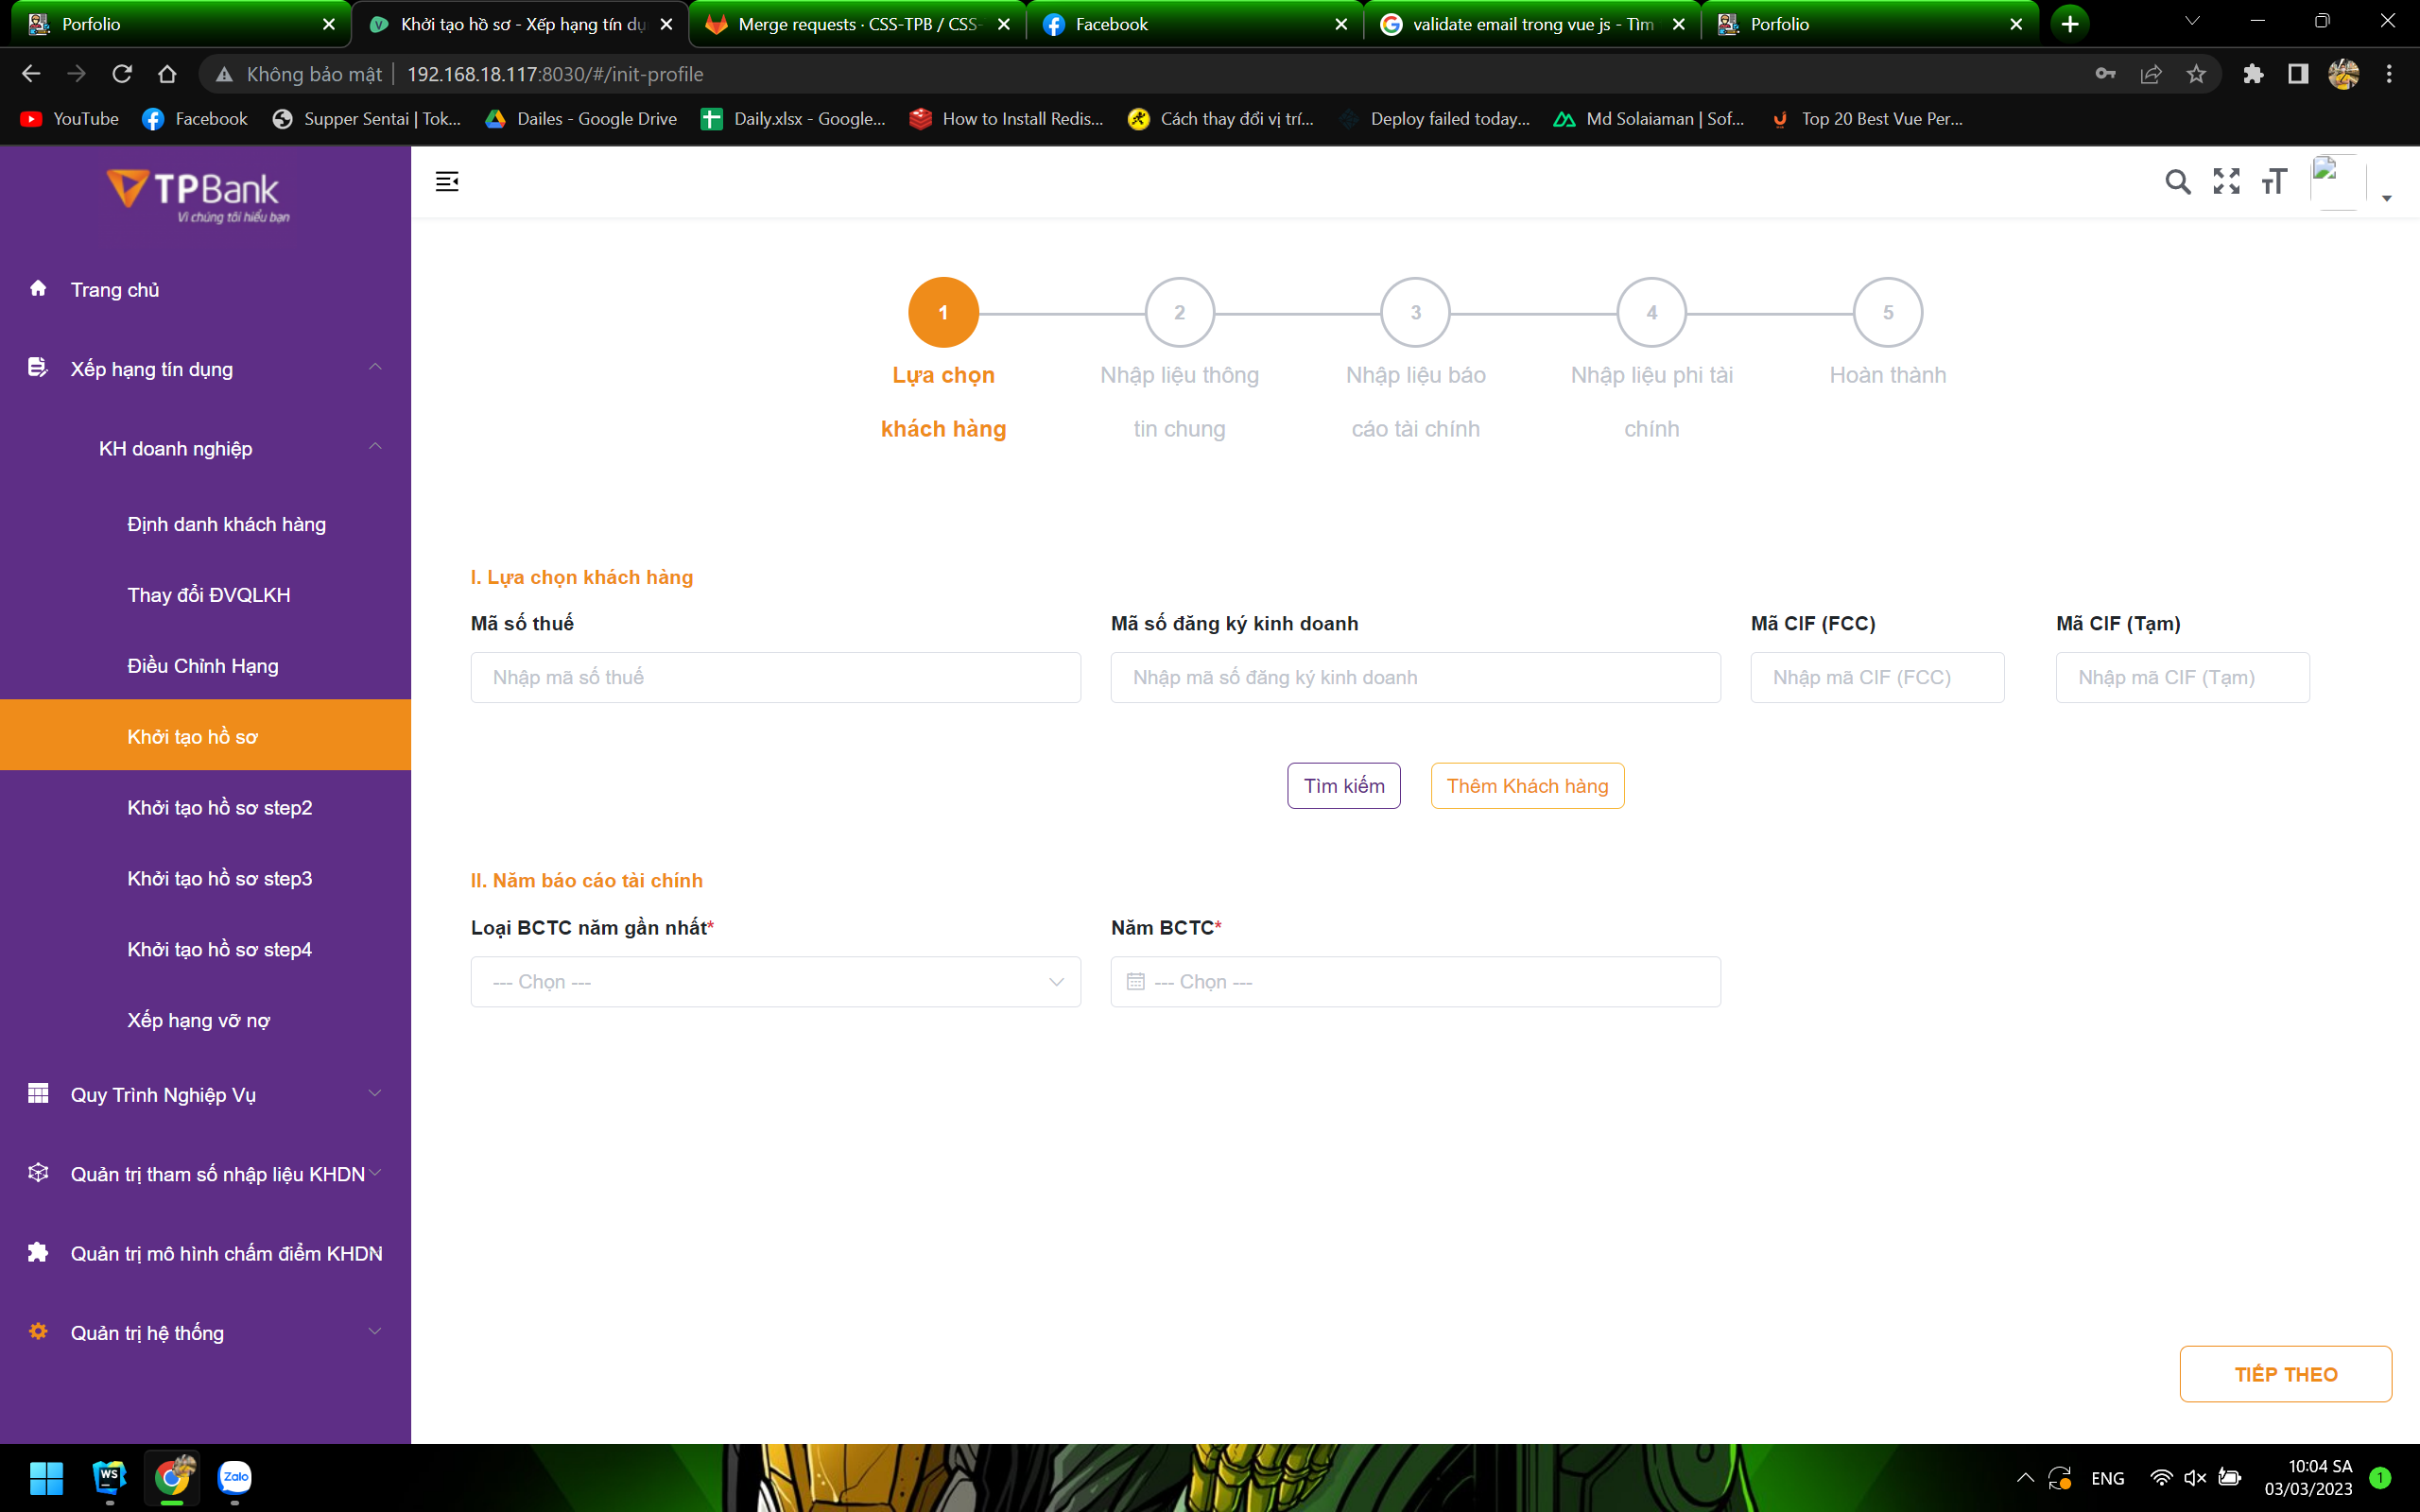 Porfolio
Khởi tạo hồ sơ - Xếp hạng tín dụ
Merge requests · CSS-TPB / CSS-
Facebook
validate email trong vue js - Tìm
Porfolio
Không bảo mật
192.168.18.117:8030/#/init-profile
YouTube
Facebook
Supper Sentai | Tok...
Dailes - Google Drive
Daily.xlsx - Google...
How to Install Redis...
Cách thay đổi vị trí...
Deploy failed today...
Md Solaiaman | Sof...
Top 20 Best Vue Per...
TPBank
Vì chúng tôi hiểu bạn
Trang chủ
Xếp hạng tín dụng
KH doanh nghiệp
Định danh khách hàng
Thay đổi ĐVQLKH
Điều Chỉnh Hạng
Khởi tạo hồ sơ
Khởi tạo hồ sơ step2
Khởi tạo hồ sơ step3
Khởi tạo hồ sơ step4
Xếp hạng vỡ nợ
Quy Trình Nghiệp Vụ
Quản trị tham số nhập liệu KHDN
Quản trị mô hình chấm điểm KHDN
Quản trị hệ thống
1
Lựa chọn
khách hàng
2
Nhập liệu thông
tin chung
3
Nhập liệu báo
cáo tài chính
4
Nhập liệu phi tài
chính
5
Hoàn thành
I. Lựa chọn khách hàng
Mã số thuế
Nhập mã số thuế
Mã số đăng ký kinh doanh
Nhập mã số đăng ký kinh doanh
Mã CIF (FCC)
Nhập mã CIF (FCC)
Mã CIF (Tạm)
Nhập mã CIF (Tạm)
Tìm kiếm
Thêm Khách hàng
II. Năm báo cáo tài chính
Loại BCTC năm gần nhất*
--- Chọn ---
Năm BCTC*
--- Chọn ---
TIẾP THEO
WS
Zalo
ENG
10:04 SA
03/03/2023
1